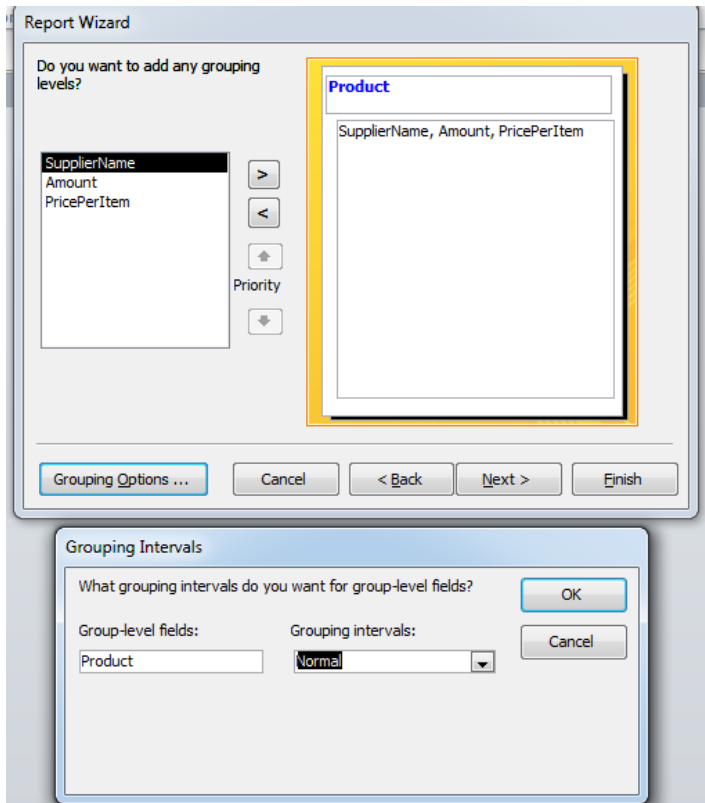 Report Wizard
Do you want to add any grouping
levels?
Product
SupplierName, Amount, PricePerItem
SupplierName
Amount
PricePerItem
>
<
Priority
Grouping Options ...
Cancel
< Back
Next >
Finish
Grouping Intervals
What grouping intervals do you want for group-level fields?
OK
Group-level fields:
Grouping intervals:
Cancel
Product
Normal